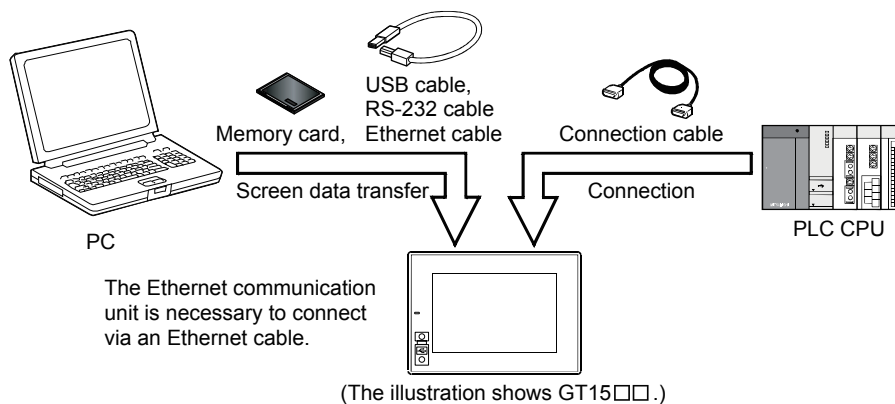 USB cable,
RS-232 cable
Memory card, Ethernet cable
Connection cable
Screen data transfer
Connection
PC
PLC CPU
The Ethernet communication
unit is necessary to connect
via an Ethernet cable.
(The illustration shows GT15□□.)